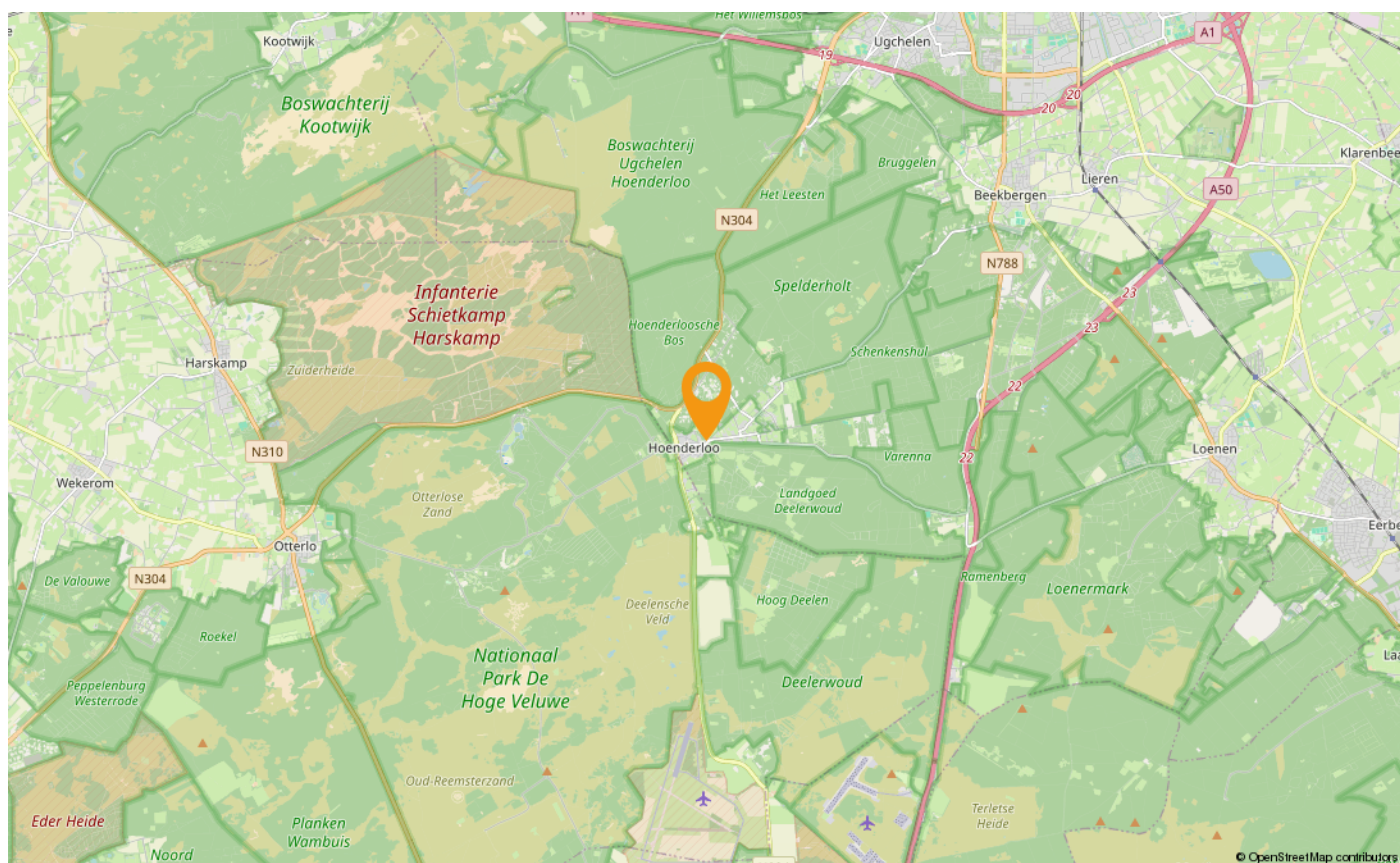 Het Willemsbos
Kootwijk
Ugchelen
A1
19
20
20
Boswachterij
Kootwijk
Boswachterij
Ugchelen
Hoenderloo
Bruggelen
Klarenbee
Lieren
A50
Beekbergen
Het Leesten
N304
N788
Spelderholt
Infanterie
Schietkamp
Harskamp
23
23
Hoenderloosche
Bos
Schenkenshul
Harskamp
Zuiderheide
22
N310
Hoenderloo
Varenna
22
Loenen
Wekerom
Otterlose
Zand
Landgoed
Deelerwoud
Eerbe
Otterlo
N304
De Valouwe
Ramenberg
Loenermark
Hoog Deelen
Deelensche
Veld
Roekel
Nationaal
Park De
Hoge Veluwe
Laa
Peppelenburg
Westerrode
Deelerwoud
Oud-Reemsterzand
Eder Heide
Planken
Wambuis
Terletse
Heide
Noord
© OpenStreetMap contributors